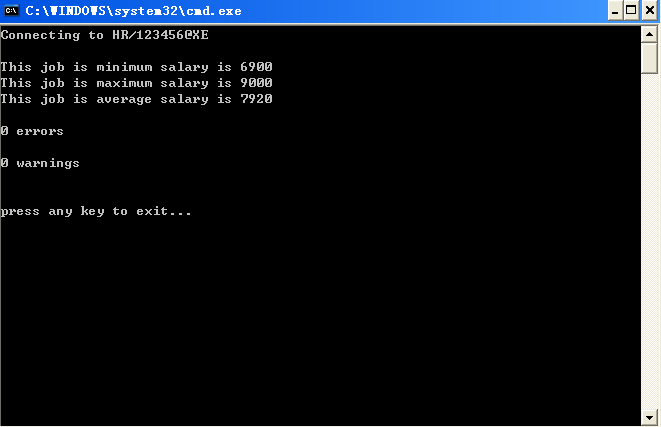 C:\WINDOWS\system32\cmd.exe
Connecting to HR/123456@XE
This job is minimum salary is 6900
This job is maximum salary is 9000
This job is average salary is 7920
0 errors
0 warnings
press any key to exit...